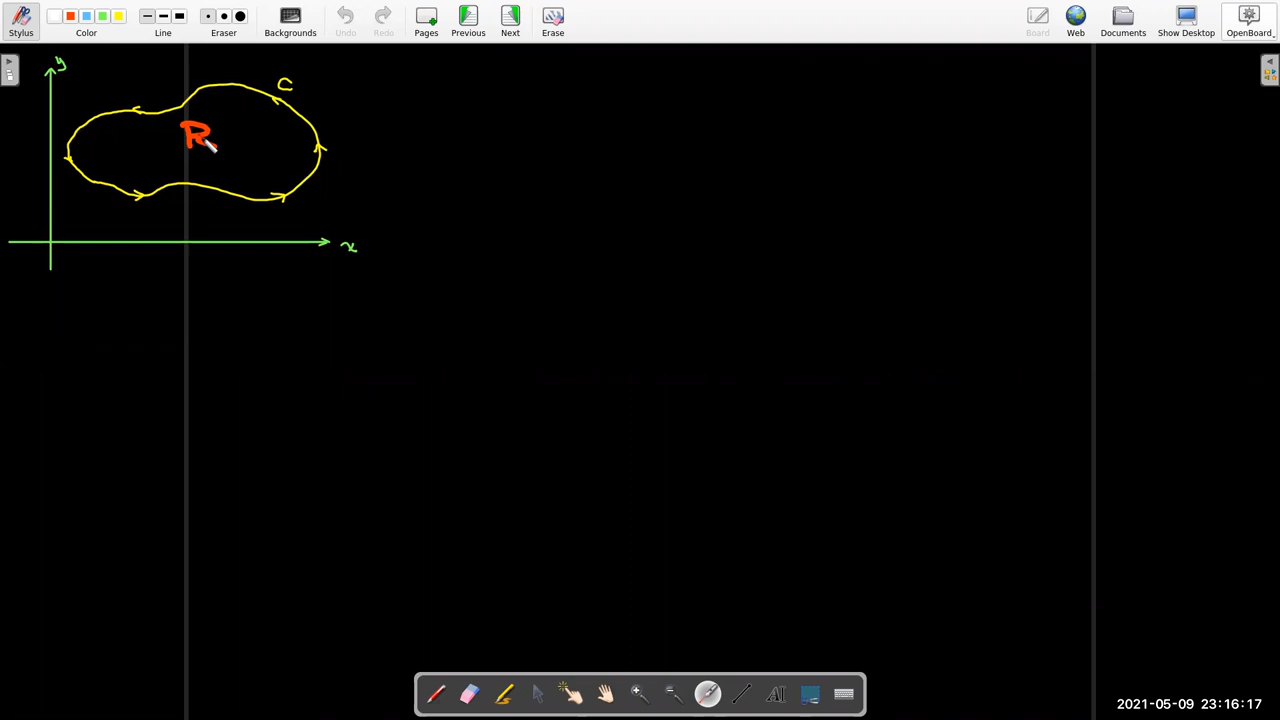 Stylus
Color
Line
Eraser
Backgrounds
Undo
Redo
Pages
Previous
Next
Erase
Board
Web
Documents
Show Desktop
OpenBoard
y
C
R
x
AI
2021-05-09 23:16:17